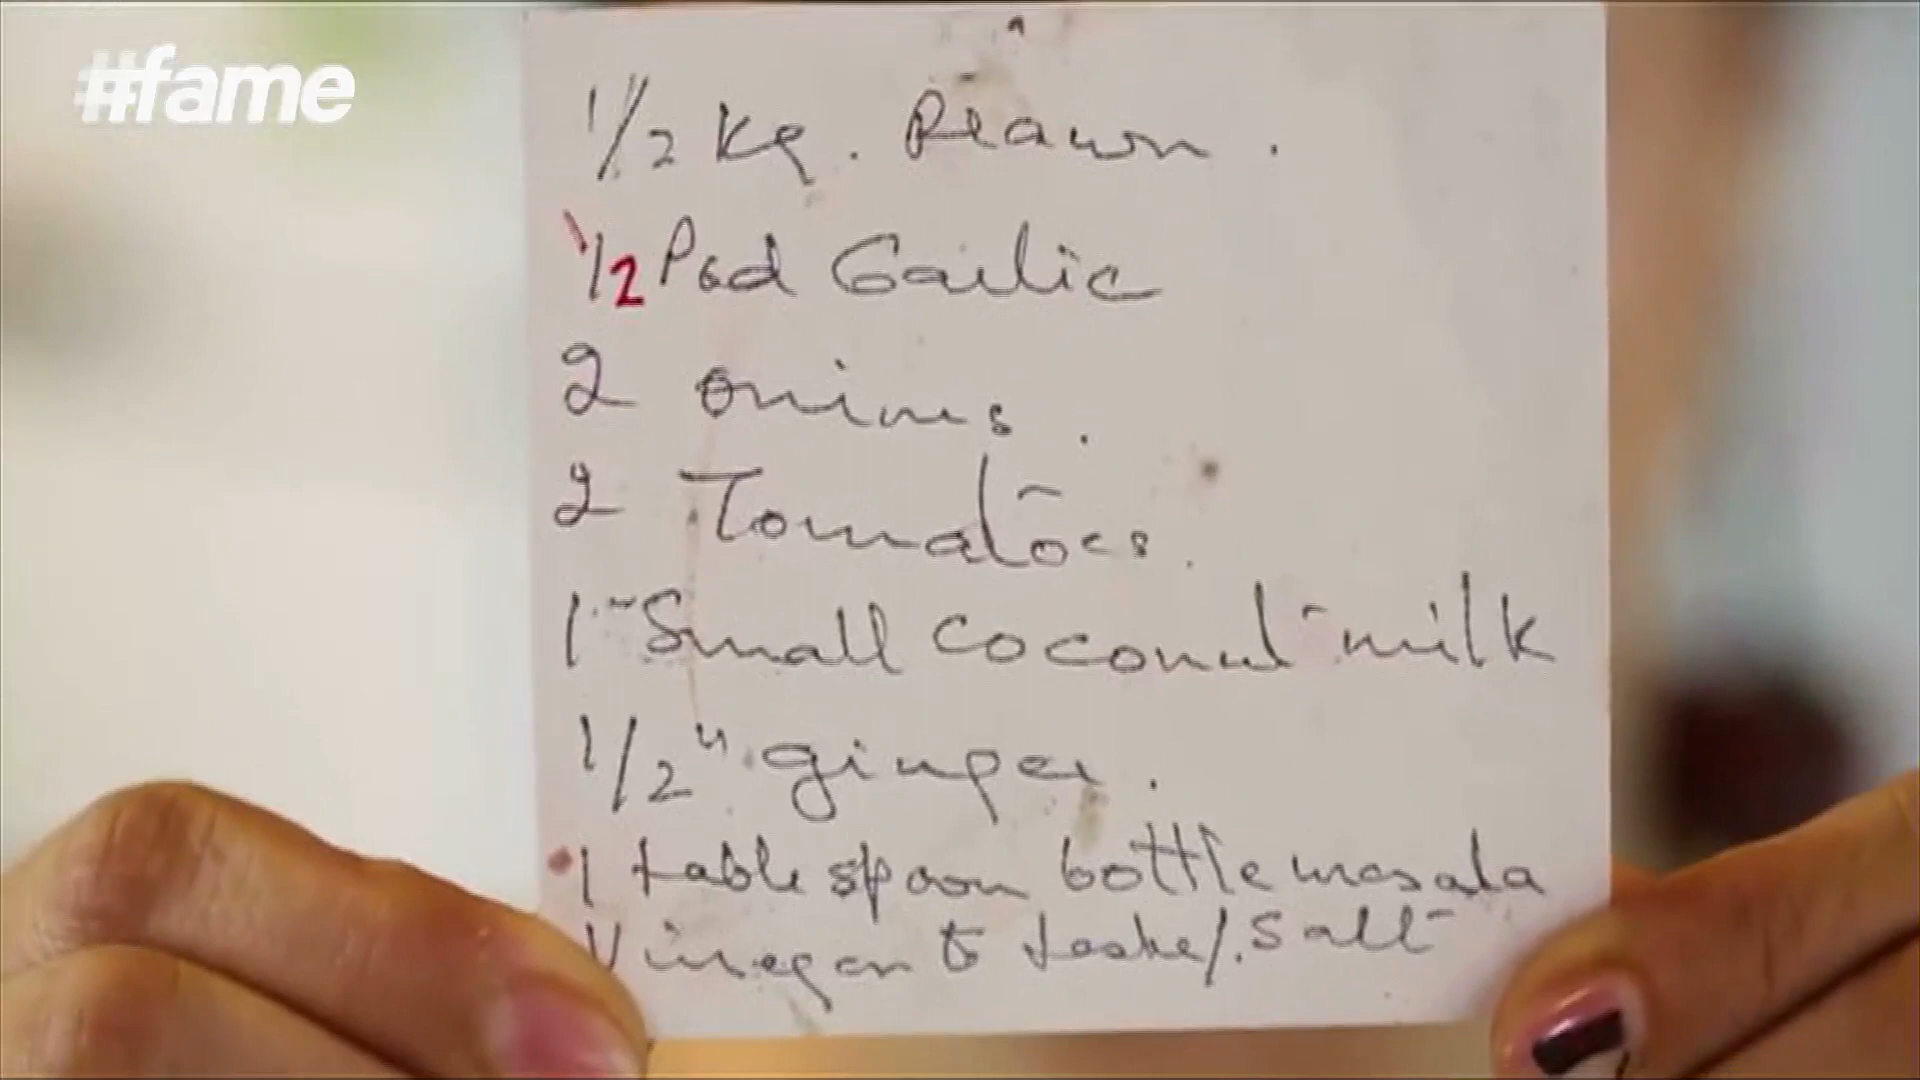 #fame
1/2 Kg. Prawn.
1/2 Pod Garlic
2 onions.
2 Tomatoes.
1 Small coconut milk
1/2" ginger.
1 table spoon bottle masala
Vinegar to taste/. Salt